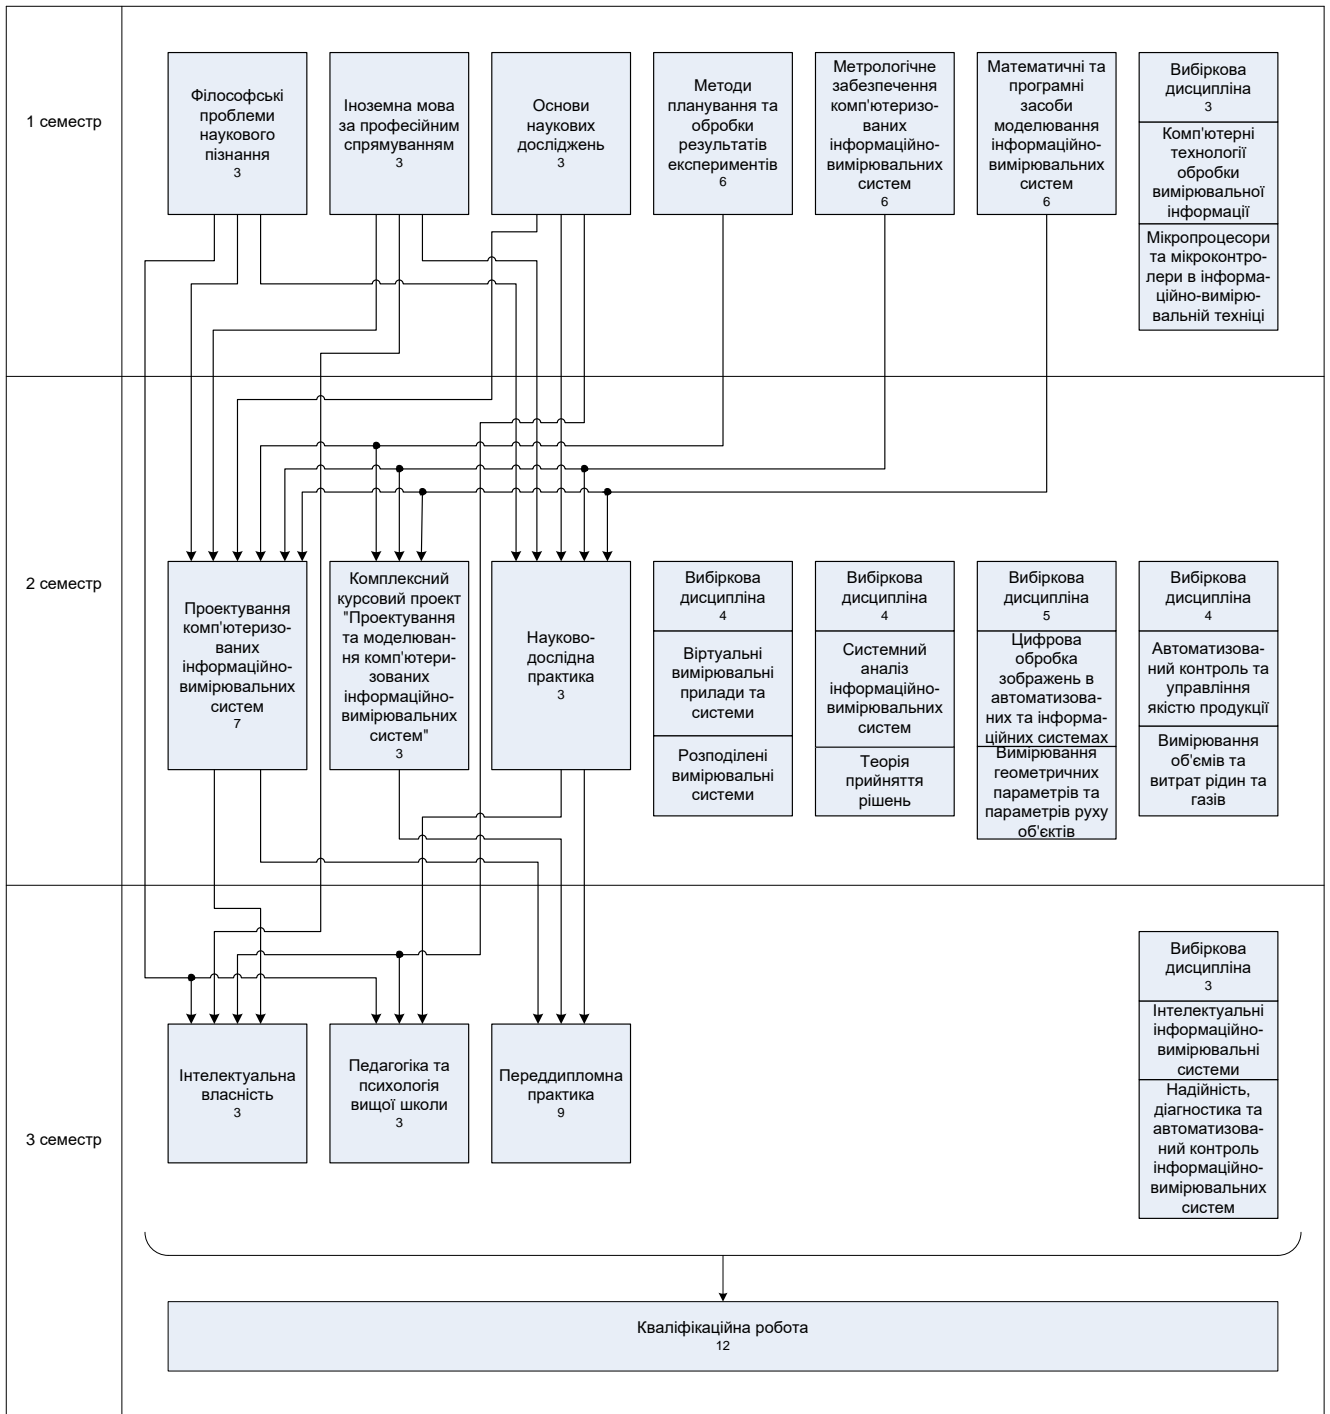 1 семестр
Філософські
проблеми
наукового
пізнання
3
Іноземна мова
за професійним
спрямуванням
3
Основи
наукових
досліджень
3
Методи
планування та
обробки
результатів
експериментів
6
Метрологічне
забезпечення
комп'ютеризо-
ваних
інформаційно-
вимірювальних
систем
6
Математичні та
програмні
засоби
моделювання
інформаційно-
вимірювальних
систем
6
Вибіркова
дисципліна
3
Комп'ютерні
технології
обробки
вимірювальної
інформації
Мікропроцесори
та мікроконтро-
лери в інформа-
ційно-вимірю-
вальній техніці
2 семестр
Проектування
комп'ютеризо-
ваних
інформаційно-
вимірювальних
систем
7
Комплексний
курсовий проект
"Проектування
та моделюван-
ня комп'ютери-
зованих
інформаційно-
вимірювальних
систем"
3
Науково-
дослідна
практика
3
Вибіркова
дисципліна
4
Віртуальні
вимірювальні
прилади та
системи
Розподілені
вимірювальні
системи
Вибіркова
дисципліна
4
Системний
аналіз
інформаційно-
вимірювальних
систем
Теорія
прийняття
рішень
Вибіркова
дисципліна
5
Цифрова
обробка
зображень в
автоматизова-
них та інформа-
ційних системах
Вимірювання
геометричних
параметрів та
параметрів руху
об'єктів
Вибіркова
дисципліна
4
Автоматизова-
ний контроль та
управління
якістю продукції
Вимірювання
об'ємів та
витрат рідин та
газів
3 семестр
Інтелектуальна
власність
3
Педагогіка та
психологія
вищої школи
3
Переддипломна
практика
9
Вибіркова
дисципліна
3
Інтелектуальні
інформаційно-
вимірювальні
системи
Надійність,
діагностика та
автоматизова-
ний контроль
інформаційно-
вимірювальних
систем
Кваліфікаційна робота
12